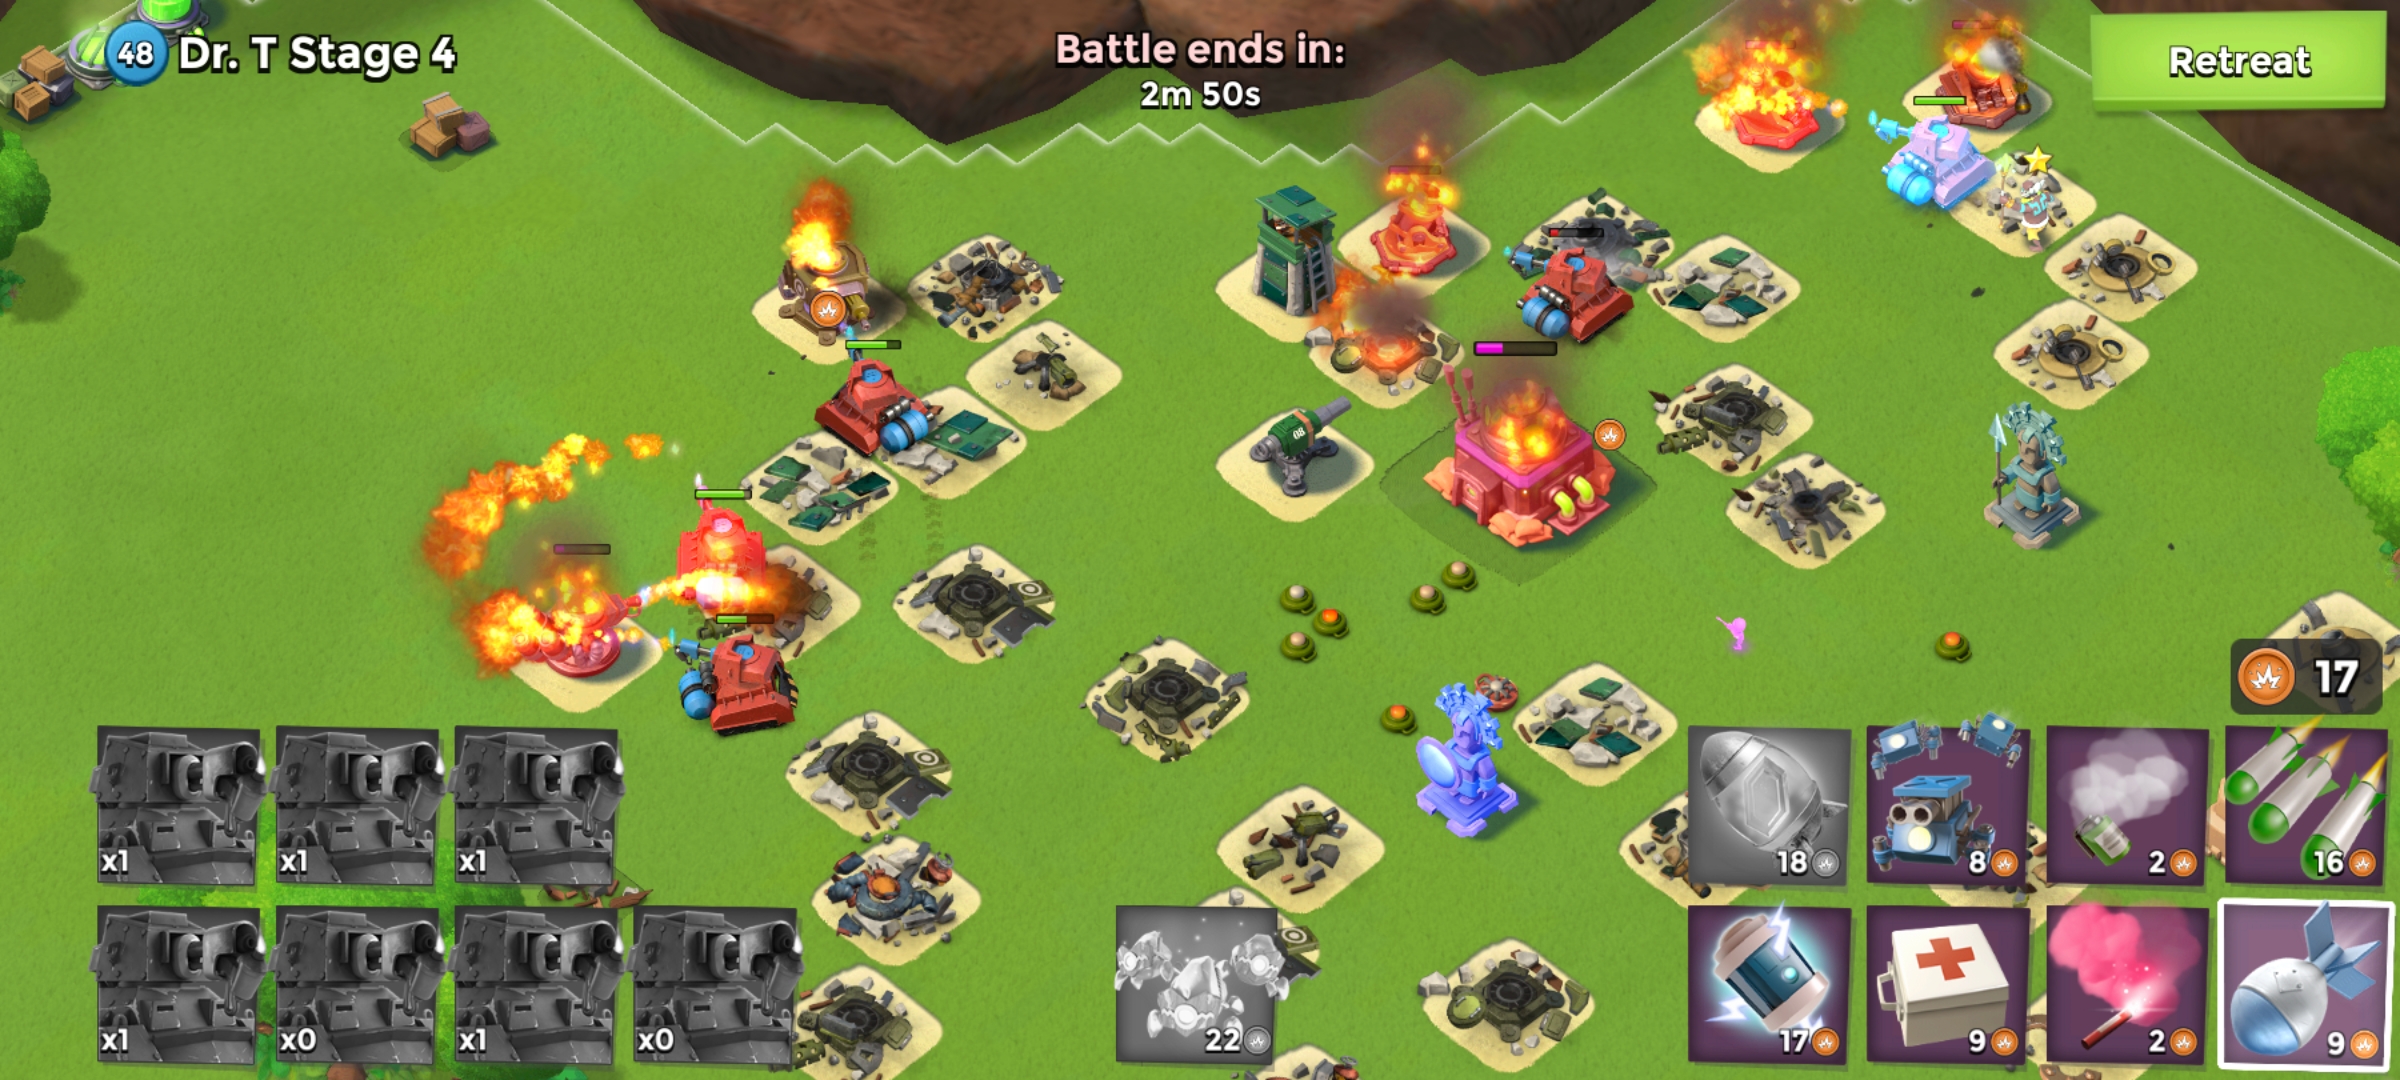 48 Dr. T Stage 4
Battle ends in:
2m 50s
Retreat
08
17
x1
x1
x1
18
8
2
16
x1
x0
x1
x0
22
17
9
2
9